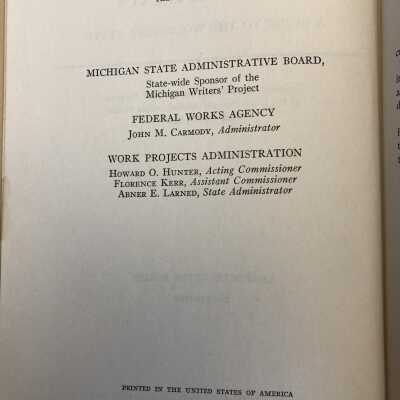 MICHIGAN STATE ADMINISTRATIVE BOARD,
State-wide Sponsor of the
Michigan Writers' Project
FEDERAL WORKS AGENCY
JOHN M. CARMODY, Administrator
WORK PROJECTS ADMINISTRATION
HOWARD O. HUNTER, Acting Commissioner
FLORENCE KERR, Assistant Commissioner
ABNER E. LARNED, State Administrator
PRINTED IN THE UNITED STATES OF AMERICA